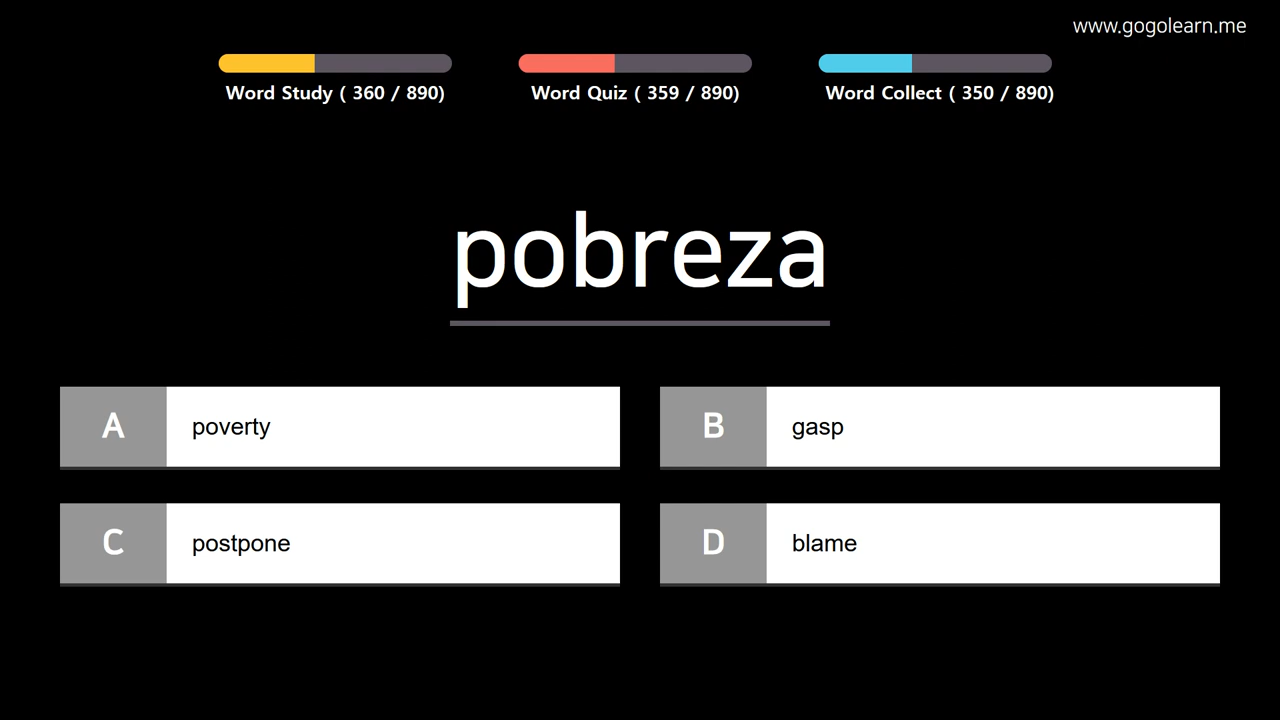 www.gogolearn.me
Word Study ( 360 / 890)
Word Quiz ( 359 / 890)
Word Collect ( 350 / 890)
pobreza
A poverty
B gasp
C postpone
D blame